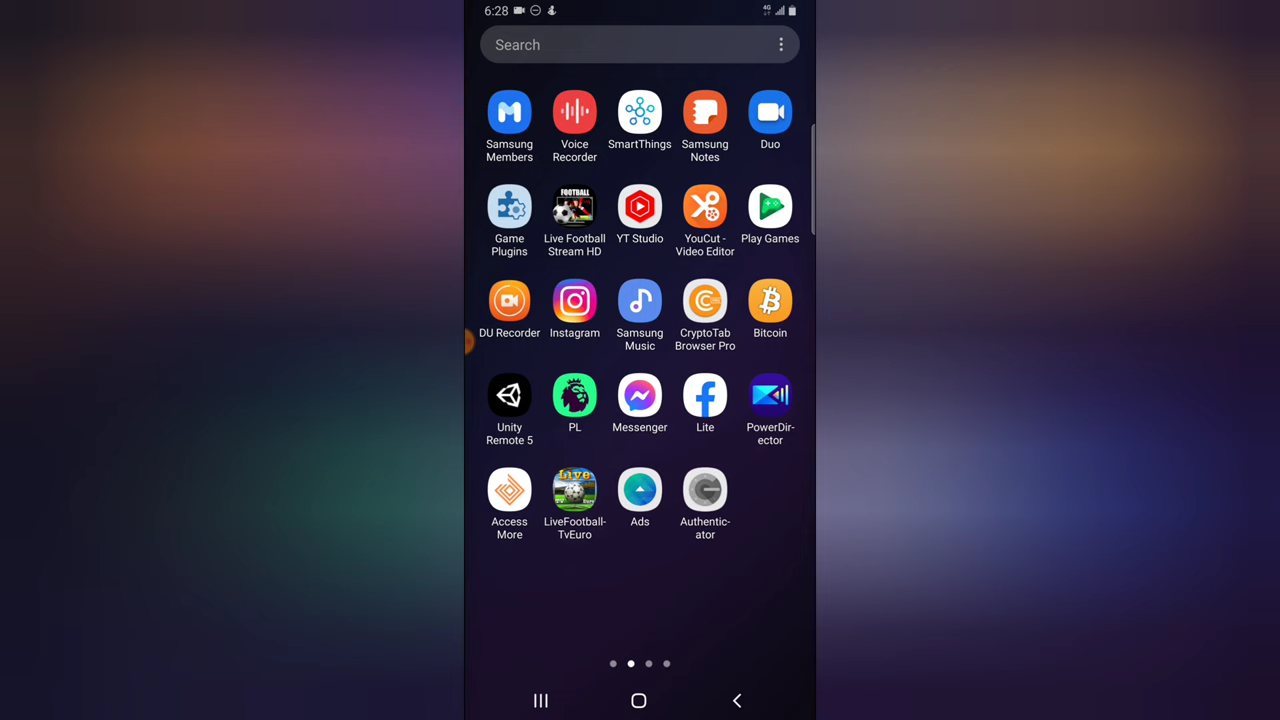 6:28
4G
Search
Samsung Members
Voice Recorder
SmartThings
Samsung Notes
Duo
Game Plugins
FOOTBALL
Live Football Stream HD
YT Studio
YouCut - Video Editor
Play Games
DU Recorder
Instagram
Samsung Music
CryptoTab Browser Pro
Bitcoin
Unity Remote 5
PL
Messenger
Lite
PowerDir-
ector
Access More
Live
LiveFootball-
TvEuro
Ads
Authentic-
ator